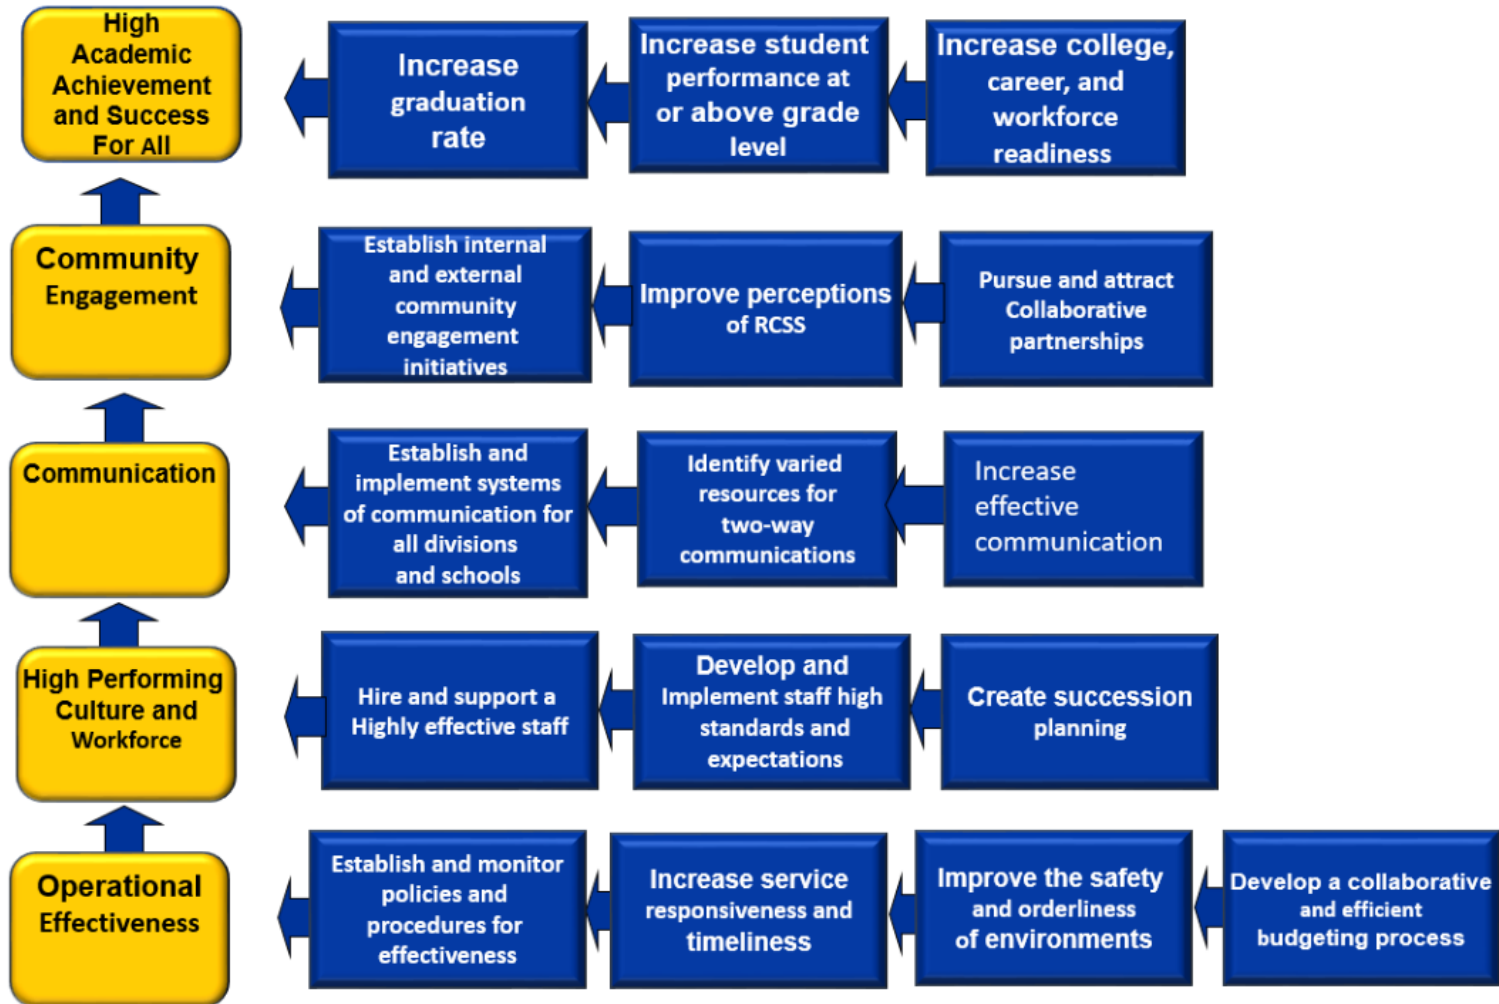 High
Academic
Achievement
and Success
For All
Increase
graduation
rate
Increase student
performance at
or above grade
level
Increase college,
career, and
workforce
readiness
Community
Engagement
Establish internal
and external
community
engagement
initiatives
Improve perceptions
of RCSS
Pursue and attract
Collaborative
partnerships
Communication
Establish and
implement systems
of communication for
all divisions
and schools
Identify varied
resources for
two-way
communications
Increase
effective
communication
High Performing
Culture and
Workforce
Hire and support a
Highly effective staff
Develop and
Implement staff high
standards and
expectations
Create succession
planning
Operational
Effectiveness
Establish and monitor
policies and
procedures for
effectiveness
Increase service
responsiveness and
timeliness
Improve the safety
and orderliness
of environments
Develop a collaborative
and efficient
budgeting process